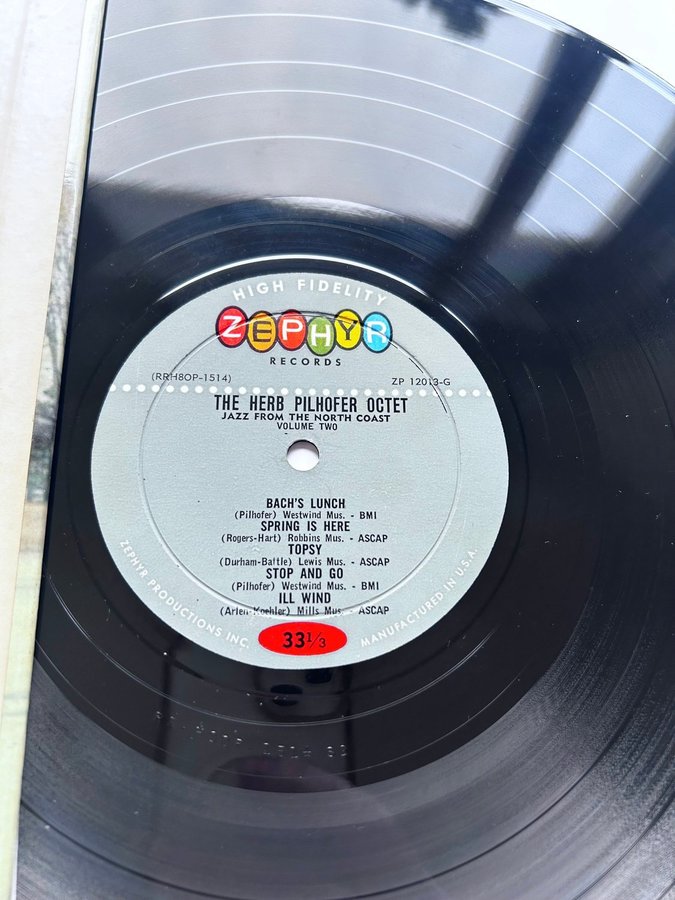 HIGH FIDELITY
ZEPHYR
RECORDS
(RRH8OP-1514)
ZP 12013-G
THE HERB PILHOFER OCTET
JAZZ FROM THE NORTH COAST
VOLUME TWO
BACH'S LUNCH
(Pilhofer) Westwind Mus. - BMI
SPRING IS HERE
(Rogers-Hart) Robbins Mus. - ASCAP
TOPSY
(Durham-Battle) Lewis Mus. - ASCAP
STOP AND GO
(Pilhofer) Westwind Mus. - BMI
ILL WIND
(Arlen-Koehler) Mills Mus. - ASCAP
33⅓
ZEPHYR PRODUCTIONS INC.
MANUFACTURED IN U.S.A.